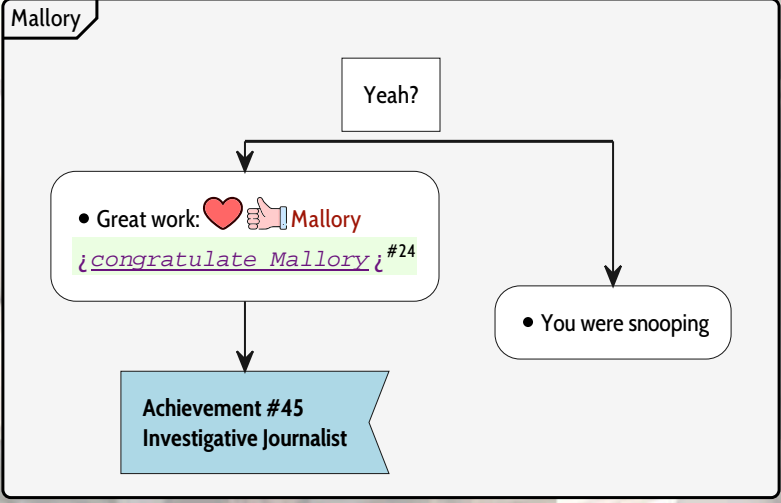 Mallory
Yeah?
• Great work: Mallory
¿congratulate Mallory¿#24
• You were snooping
Achievement #45
Investigative Journalist